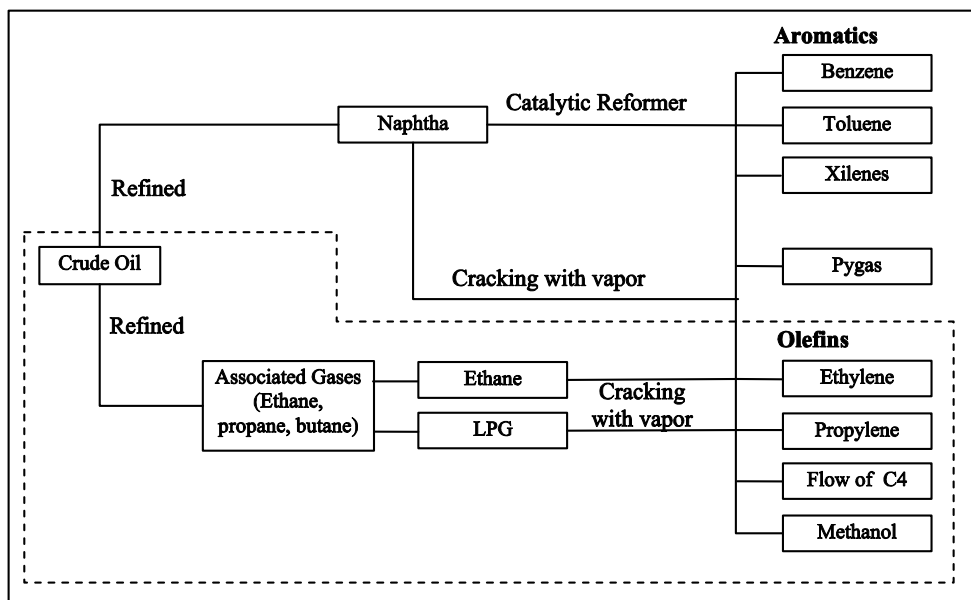 Aromatics
Benzene
Catalytic Reformer
Naphtha
Toluene
Xilenes
Refined
Crude Oil
Pygas
Cracking with vapor
Refined
Olefins
Associated Gases
(Ethane,
propane, butane)
Ethane
LPG
Cracking
with vapor
Ethylene
Propylene
Flow of C4
Methanol